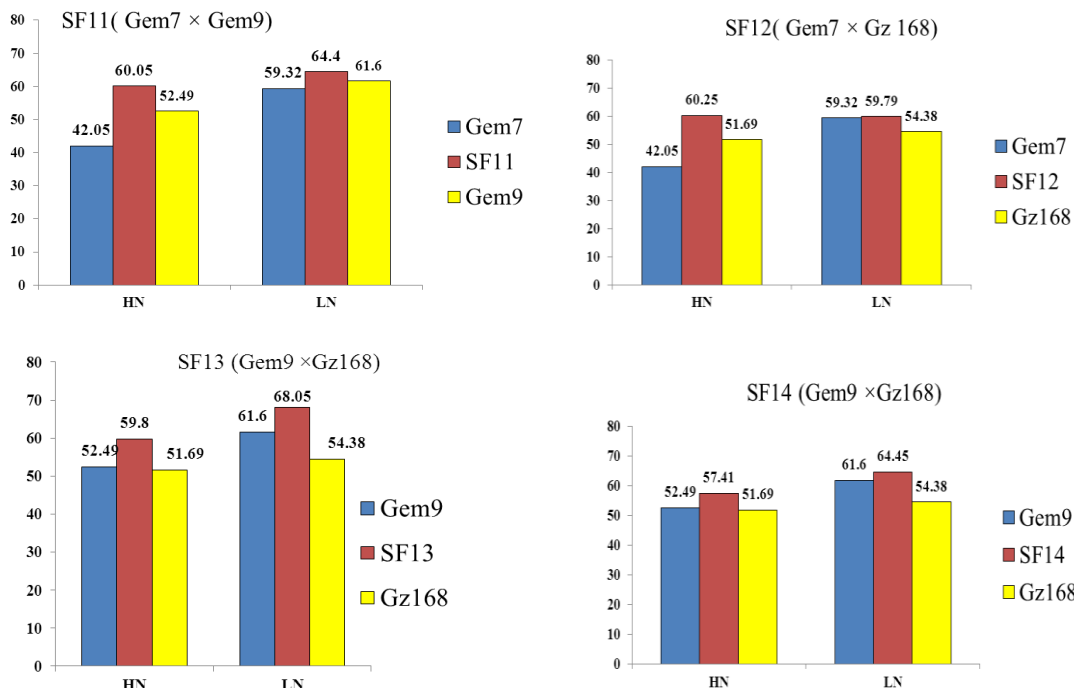 SF11( Gem7 × Gem9)
80
70
60
50
40
30
20
10
0
42.05
60.05
52.49
59.32
64.4
61.6
HN
LN
Gem7
SF11
Gem9
SF12( Gem7 × Gz 168)
80
70
60
50
40
30
20
10
0
42.05
60.25
51.69
59.32
59.79
54.38
HN
LN
Gem7
SF12
Gz168
SF13 (Gem9 ×Gz168)
80
70
60
50
40
30
20
10
0
52.49
59.8
51.69
61.6
68.05
54.38
HN
LN
Gem9
SF13
Gz168
SF14 (Gem9 ×Gz168)
80
70
60
50
40
30
20
10
0
52.49
57.41
51.69
61.6
64.45
54.38
HN
LN
Gem9
SF14
Gz168